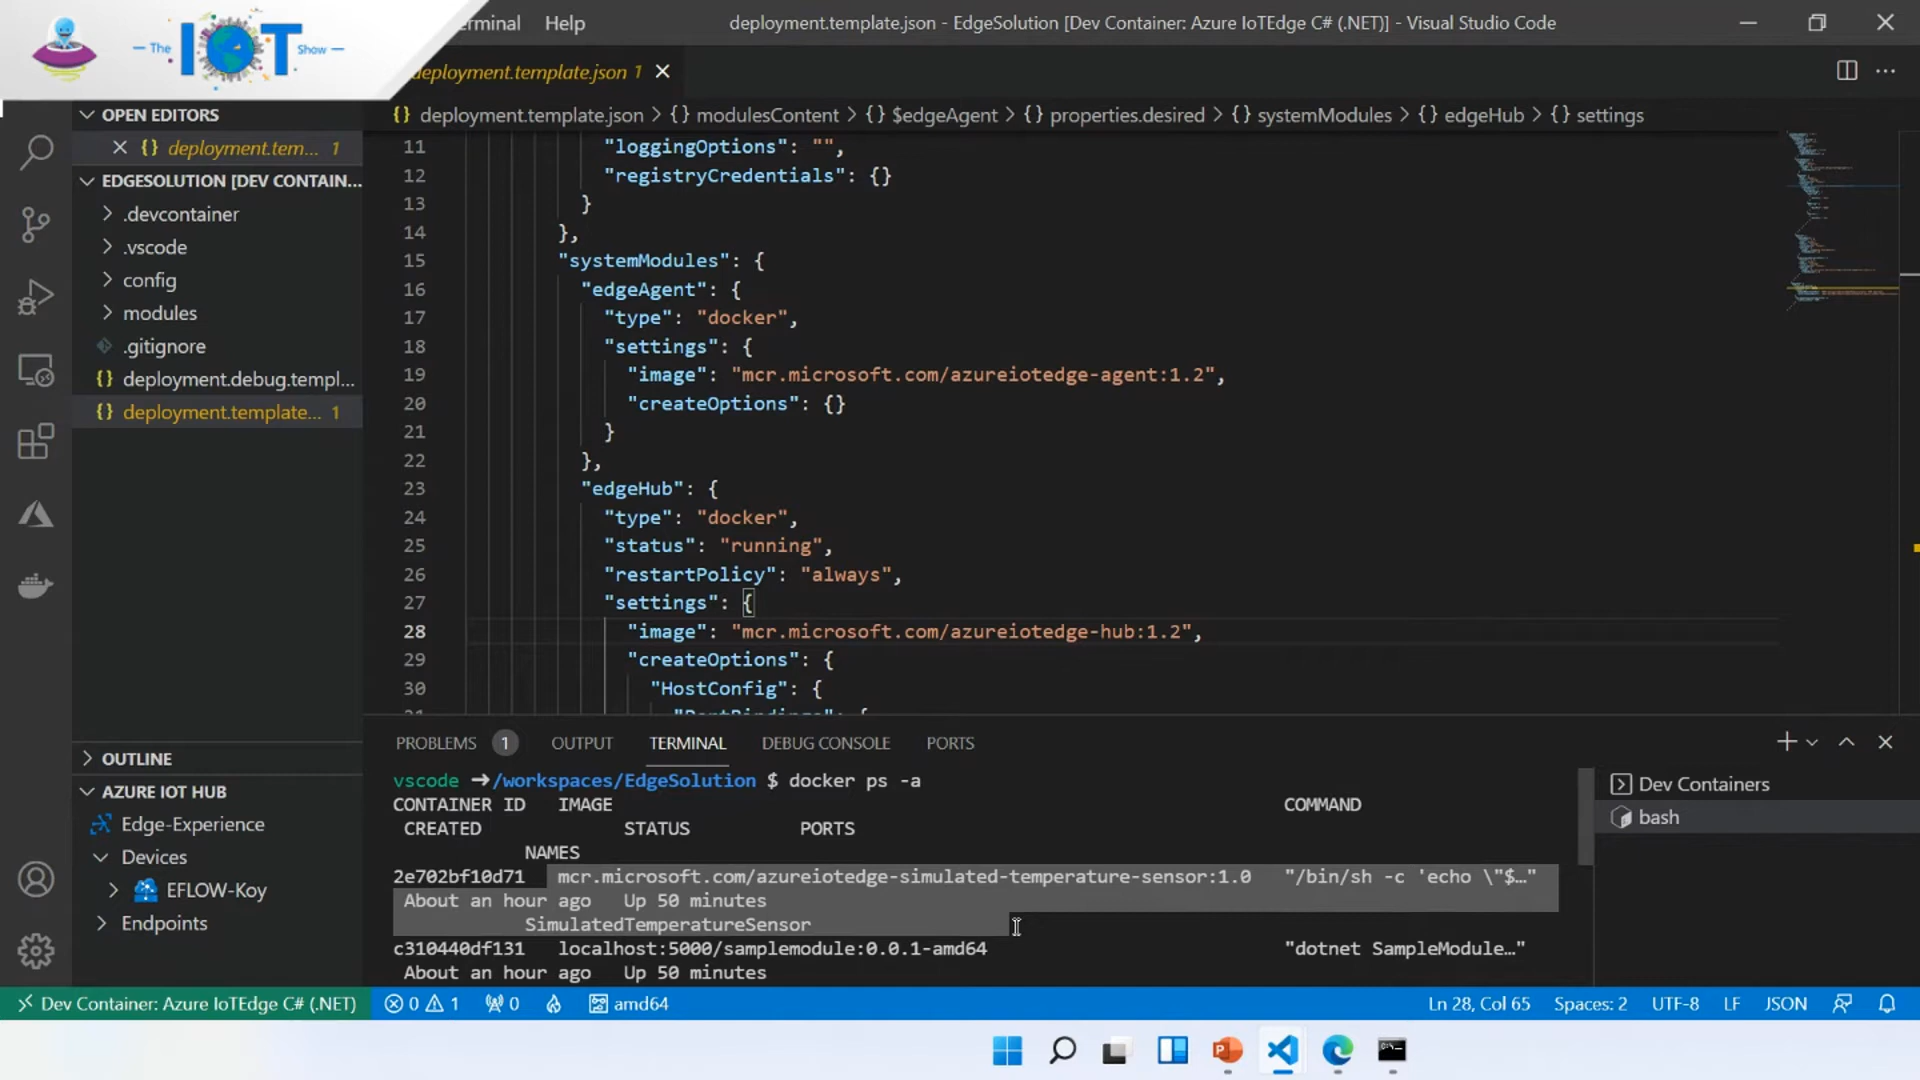 The IoT Show
Terminal Help deployment.template.json - EdgeSolution [Dev Container: Azure IoTEdge C# (.NET)] - Visual Studio Code
deployment.template.json 1
OPEN EDITORS
{} deployment.tem... 1
EDGESOLUTION [DEV CONTAIN...
.devcontainer
.vscode
config
modules
.gitignore
{} deployment.debug.templ...
{} deployment.template... 1
OUTLINE
AZURE IOT HUB
Edge-Experience
Devices
EFLOW-Koy
Endpoints
{} deployment.template.json > {} modulesContent > {} $edgeAgent > {} properties.desired > {} systemModules > {} edgeHub > {} settings
11 "loggingOptions": "",
12 "registryCredentials": {}
13 }
14 },
15 "systemModules": {
16 "edgeAgent": {
17 "type": "docker",
18 "settings": {
19 "image": "mcr.microsoft.com/azureiotedge-agent:1.2",
20 "createOptions": {}
21 }
22 },
23 "edgeHub": {
24 "type": "docker",
25 "status": "running",
26 "restartPolicy": "always",
27 "settings": {
28 "image": "mcr.microsoft.com/azureiotedge-hub:1.2",
29 "createOptions": {
30 "HostConfig": {
PROBLEMS 1 OUTPUT TERMINAL DEBUG CONSOLE PORTS
vscode ➜/workspaces/EdgeSolution $ docker ps -a
CONTAINER ID IMAGE COMMAND
CREATED STATUS PORTS
NAMES
2e702bf10d71 mcr.microsoft.com/azureiotedge-simulated-temperature-sensor:1.0 "/bin/sh -c 'echo \"$…"
About an hour ago Up 50 minutes
SimulatedTemperatureSensor
c310440df131 localhost:5000/samplemodule:0.0.1-amd64 "dotnet SampleModule…"
About an hour ago Up 50 minutes
Dev Containers
bash
Dev Container: Azure IoTEdge C# (.NET) 0 1 0 amd64 Ln 28, Col 65 Spaces: 2 UTF-8 LF JSON